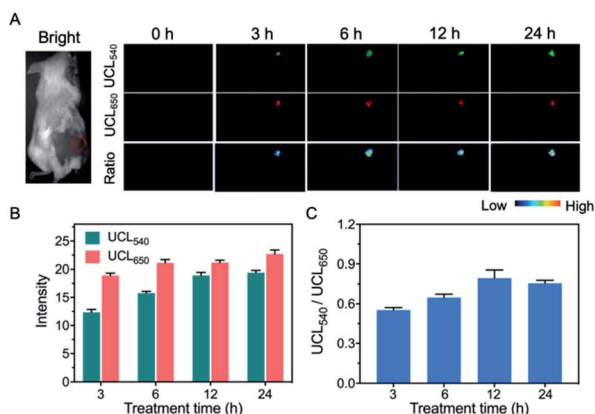 A
Bright
0 h 3 h 6 h 12 h 24 h
UCL540
UCL650
Ratio
Low High
B
UCL540
UCL650
Intensity
25
20
15
10
5
0
3 6 12 24
Treatment time (h)
C
UCL540 / UCL650
1.2
0.9
0.6
0.3
0.0
3 6 12 24
Treatment time (h)